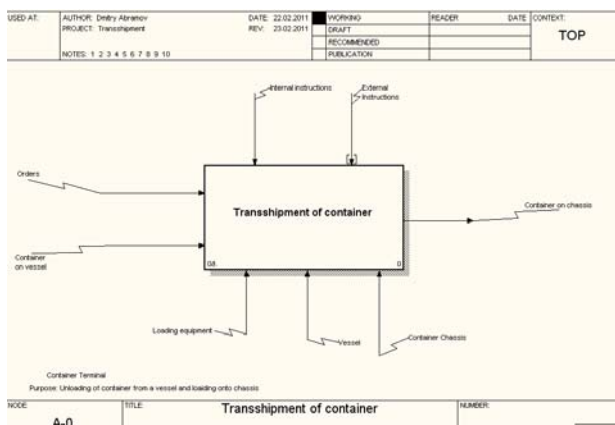 USED AT:
AUTHOR: Dmitry Abramov
DATE: 22.02.2011
WORKING
READER
DATE
CONTEXT:
PROJECT: Transshipment
REV: 23.02.2011
DRAFT
TOP
RECOMMENDED
NOTES: 1 2 3 4 5 6 7 8 9 10
PUBLICATION
Internal instructions
External
Instructions
Orders
Container on chassis
Transshipment of container
Container
on vessel
0
Loading equipment
Vessel
Container Chassis
Container Terminal
Purpose: Unloading of container from a vessel and loaiding onto chassis
NODE:
TITLE:
Transshipment of container
NUMBER:
A-0